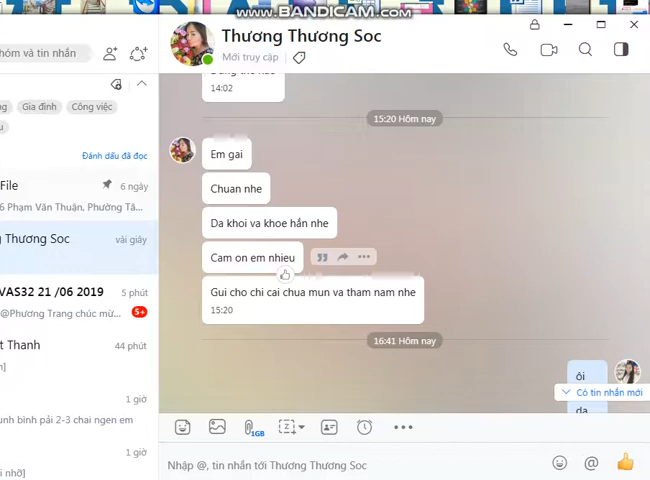 www.BANDICAM.com
Thương Thương Soc
Mới truy cập
hóm và tin nhắn
Gia đình
Công việc
Đánh dấu đã đọc
File
6 ngày
6 Phạm Văn Thuận, Phường Tâ...
g Thương Soc
vài giây
VAS32 21 /06 2019
5 phút
@Phương Trang chúc mừ...
5+
t Thanh
44 phút
n]
1 giờ
unh bình pải 2-3 chai ngen em
1 giờ
i nhỡ]
14:02
15:20 Hôm nay
Em gai
Chuan nhe
Da khoi va khoe hẳn nhe
Cam on em nhieu
Gui cho chi cai chua mun va tham nam nhe
15:20
16:41 Hôm nay
ôi
Có tin nhắn mới
da
1GB
Nhập @, tin nhắn tới Thương Thương Soc